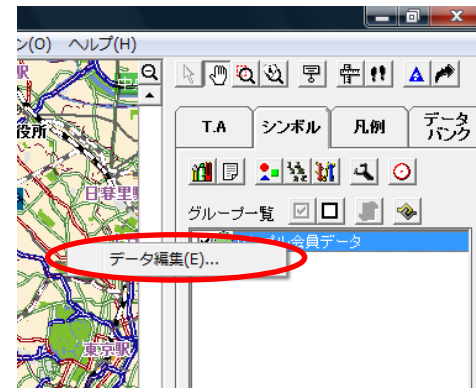 ン(O) ヘルプ(H)
役所
日暮里
東京駅
T.A
シンボル
凡例
データ
バンク
グループ一覧
プル会員データ
データ編集(E)...